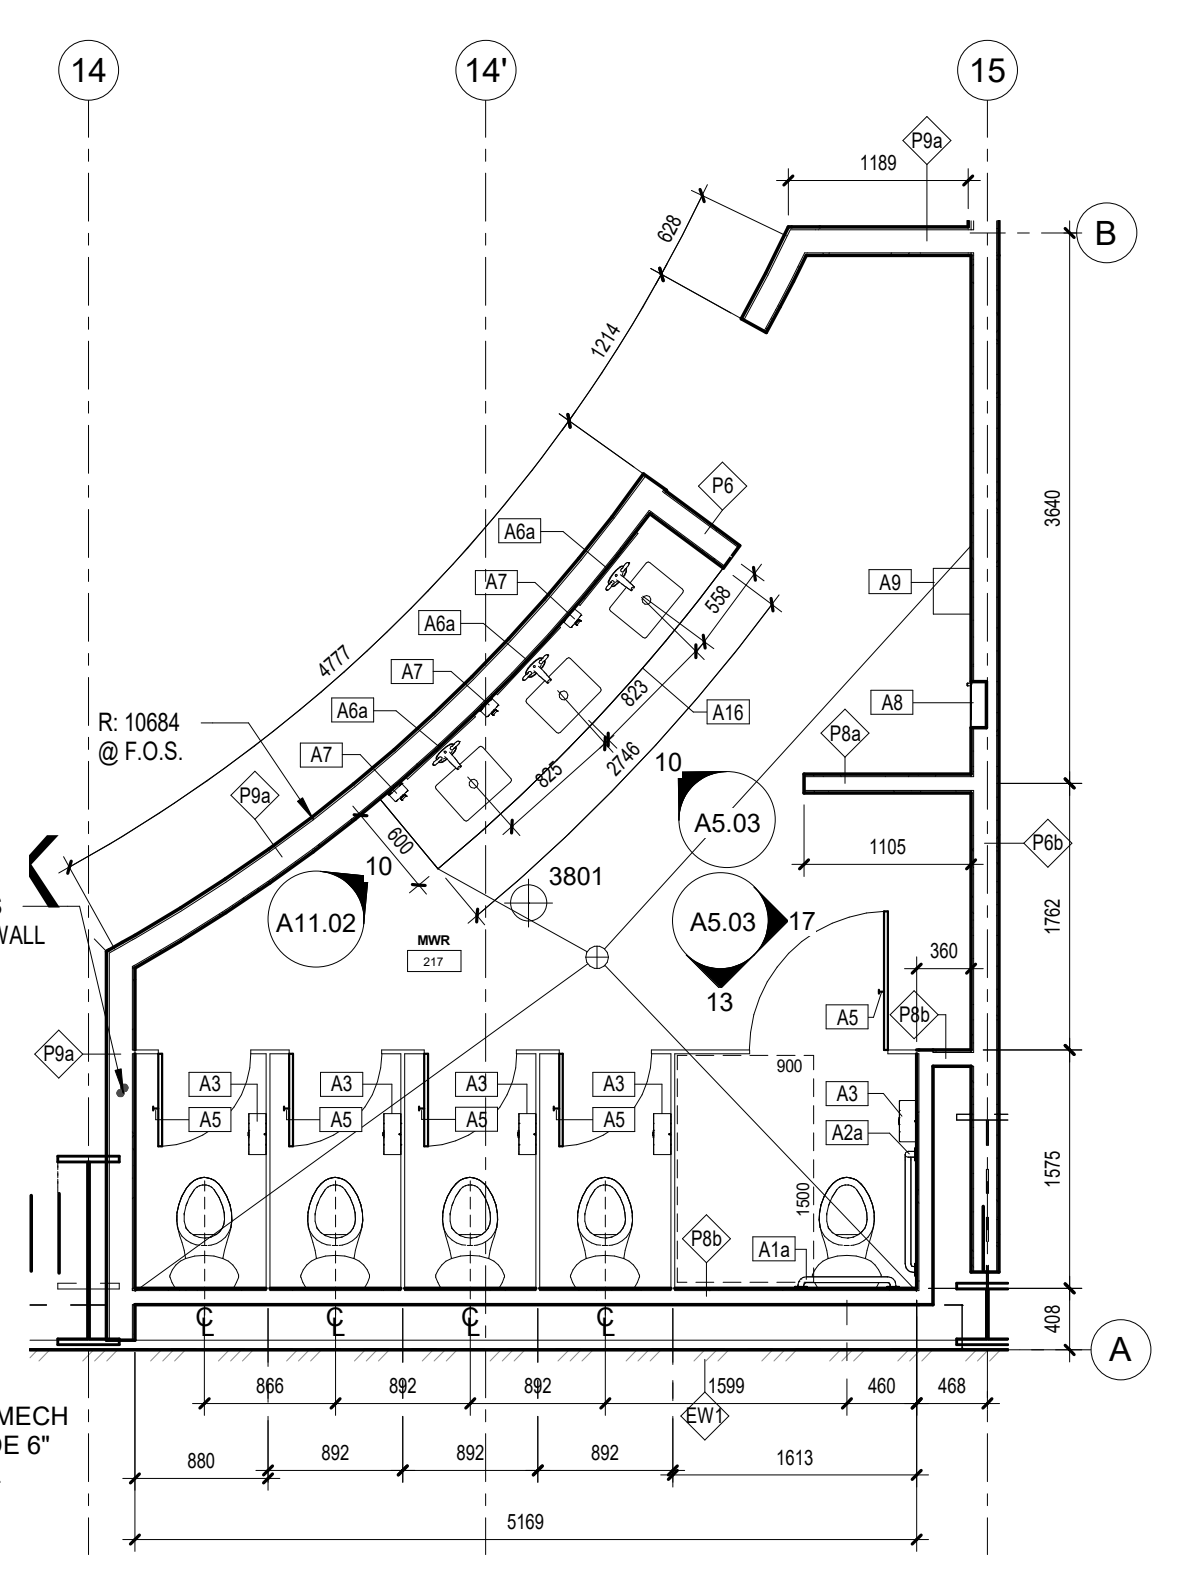 14
14'
15
P9a
1189
B
628
1214
P6
A6a
3640
A7
558
A9
A6a
4777
A7
823
A8
R: 10684
@ F.O.S.
A6a
A16
P8a
A7
2746
10
825
P9a
A5.03
600
1105
P6b
10
3801
WALL
A11.02
A5.03
17
1762
MWR
217
360
13
A5
P8b
P9a
900
A3
A3
A3
A3
A3
A5
A5
A5
A5
A2a
1575
1500
P8b
A1a
408
℄
℄
℄
℄
A
866
892
892
1599
460
468
EW1
MECH
DE 6"
880
892
892
892
1613
5169